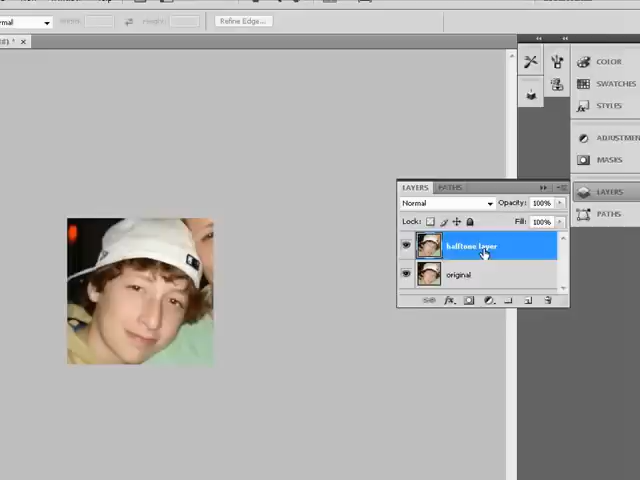 Refine Edge...
COLOR
SWATCHES
STYLES
MASKS
LAYERS
PATHS
LAYERS PATHS
Normal Opacity: 100%
Lock: Fill: 100%
halftone layer
original